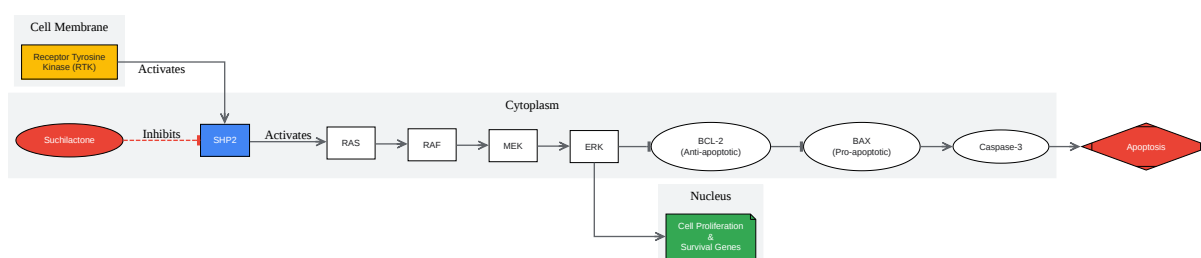 Cell Membrane
Receptor Tyrosine
Kinase (RTK)
Activates
Cytoplasm
Suchilactone
Inhibits
SHP2
Activates
RAS
RAF
MEK
ERK
BCL-2
(Anti-apoptotic)
BAX
(Pro-apoptotic)
Caspase-3
Apoptosis
Nucleus
Cell Proliferation
&
Survival Genes